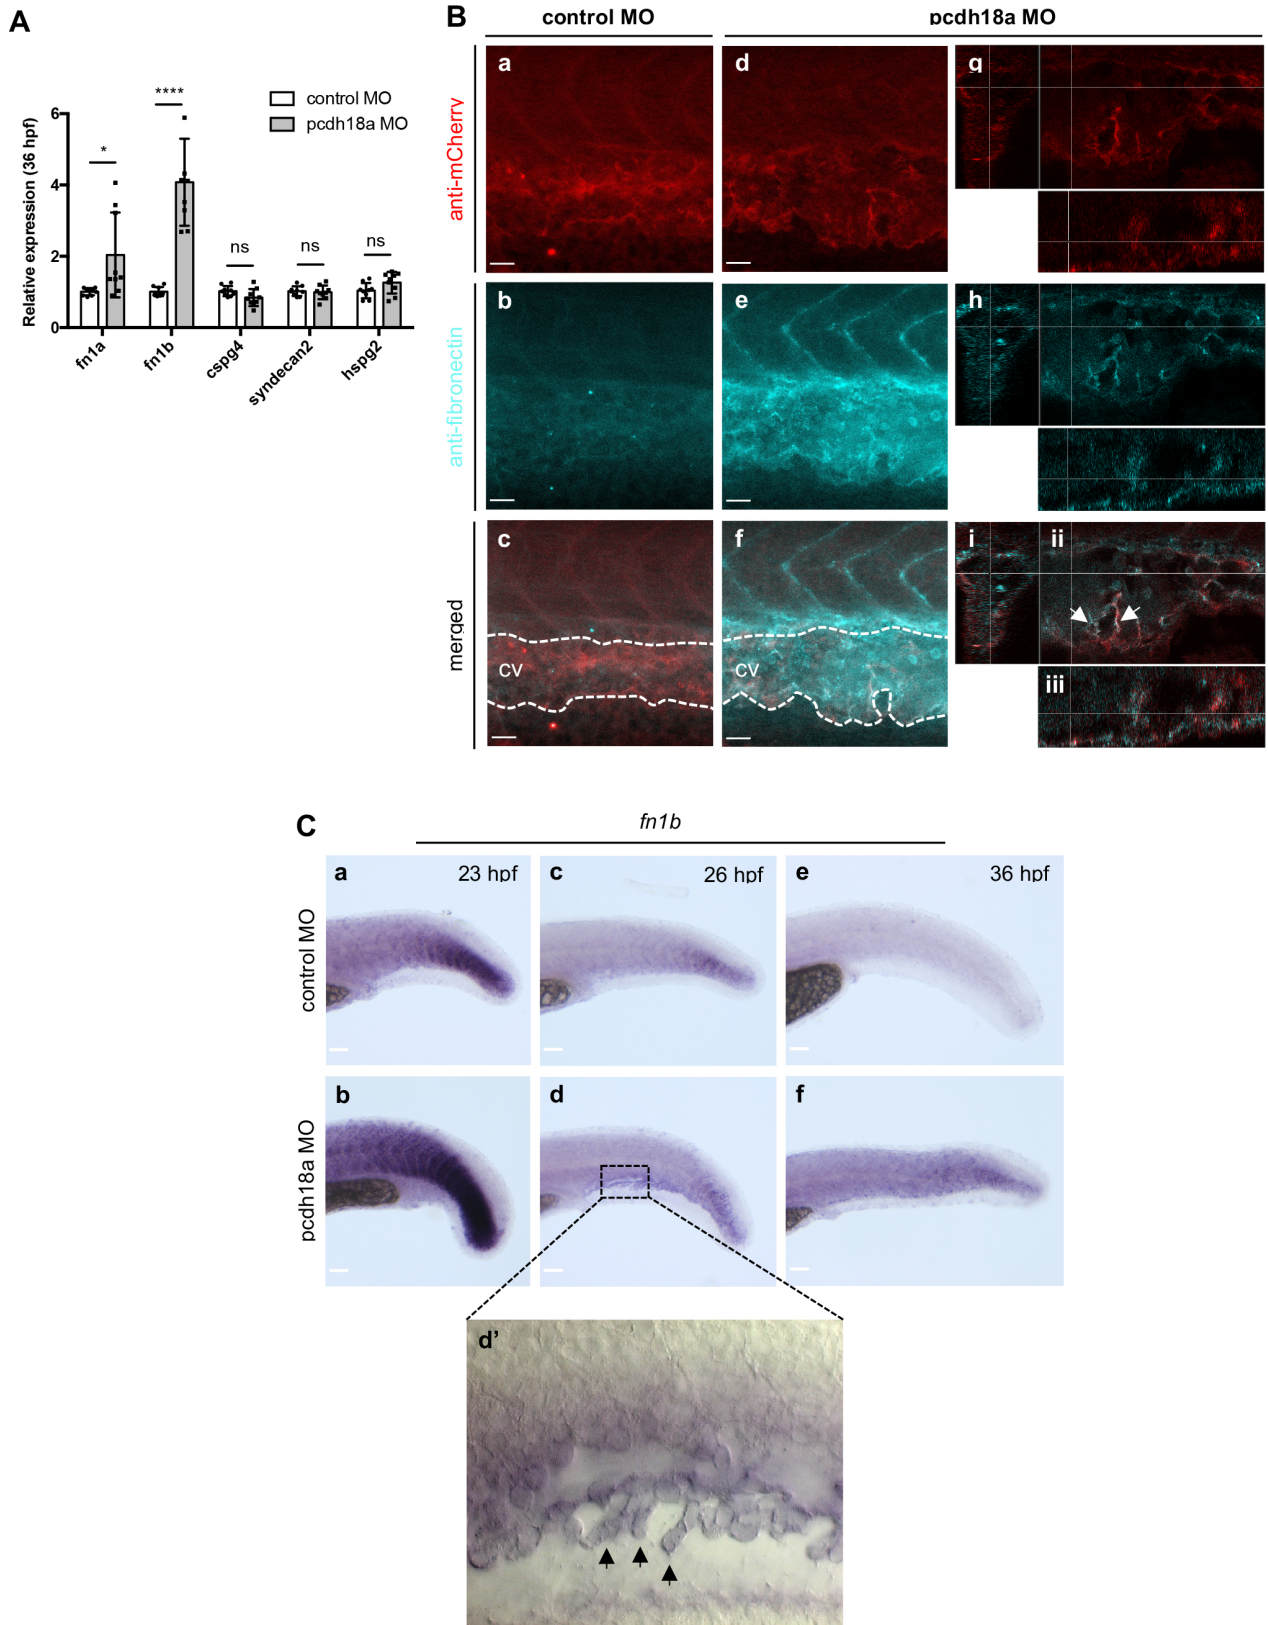 A
control MO
pcdh18a MO
Relative expression (36 hpf)
6
4
2
0
*
****
ns
ns
ns
fn1a
fn1b
cspg4
syndecan2
hspg2
B
control MO
pcdh18a MO
anti-mCherry
a
d
g
anti-fibronectin
b
e
h
merged
c
CV
f
CV
i
ii
iii
C
fn1b
control MO
a
23 hpf
c
26 hpf
e
36 hpf
pcdh18a MO
b
d
f
d'